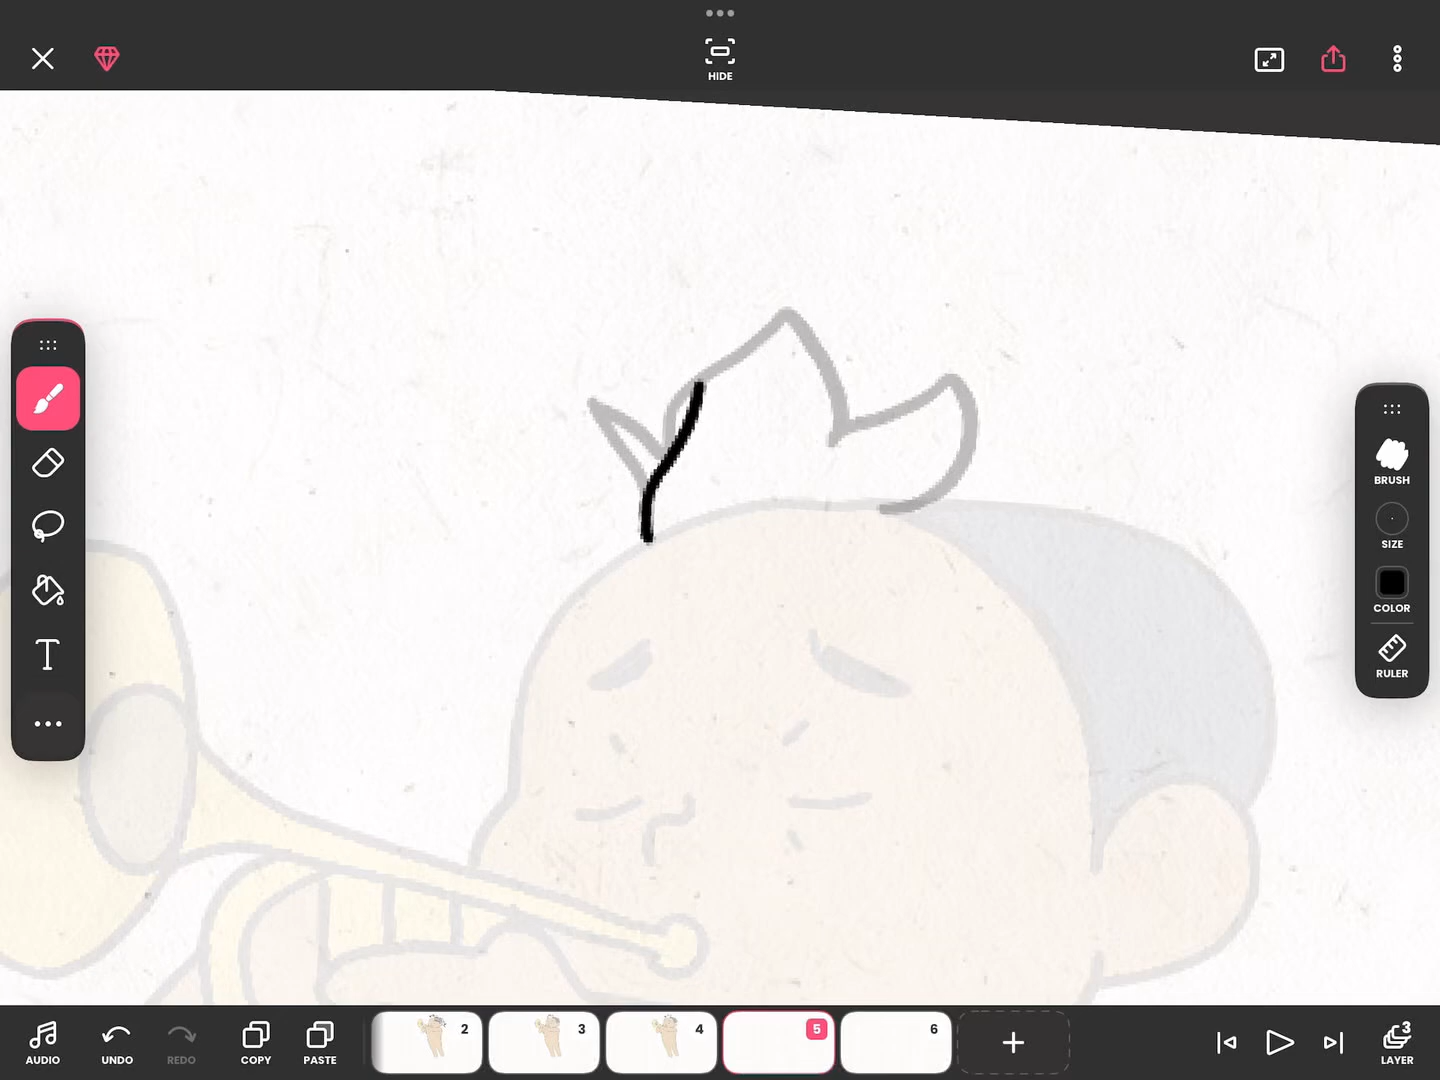 HIDE
BRUSH
SIZE
COLOR
RULER
T
2
3
4
5
6
3
AUDIO
UNDO
REDO
COPY
PASTE
LAYER